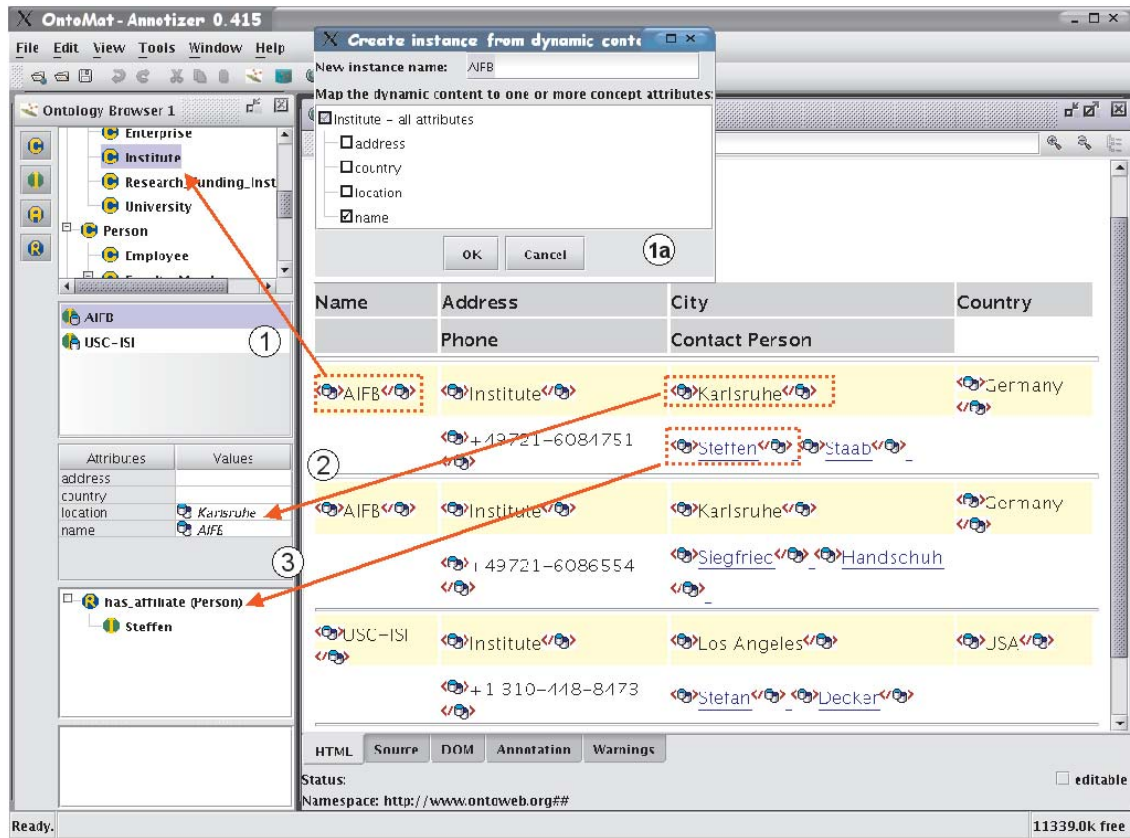 OntoMat-Annotizer 0.415
File Edit View Tools Window Help
Create instance from dynamic conte
New instance name: AIFB
Map the dynamic content to one or more concept attributes:
Institute - all attributes
address
country
location
name
OK Cancel
1a
Ontology Browser 1
Enterprise
Institute
Research_Funding_Inst
University
Person
Employee
AIFB
USC-ISI
1
Attributes Values
address
country
location Karlsruhe
name AIFB
2
3
has_affiliate (Person)
Steffen
Name Address City Country
Phone Contact Person
AIFB Institute Karlsruhe Germany
+49721-6084751 Steffen Staab
AIFB Institute Karlsruhe Germany
+49721-6086554 Siegfried Handschuh
USC-ISI Institute Los Angeles USA
+1 310-448-8473 Stefan Decker
HTML Source DOM Annotation Warnings
Status:
editable
Namespace: http://www.ontoweb.org##
Ready.
11339.0k free